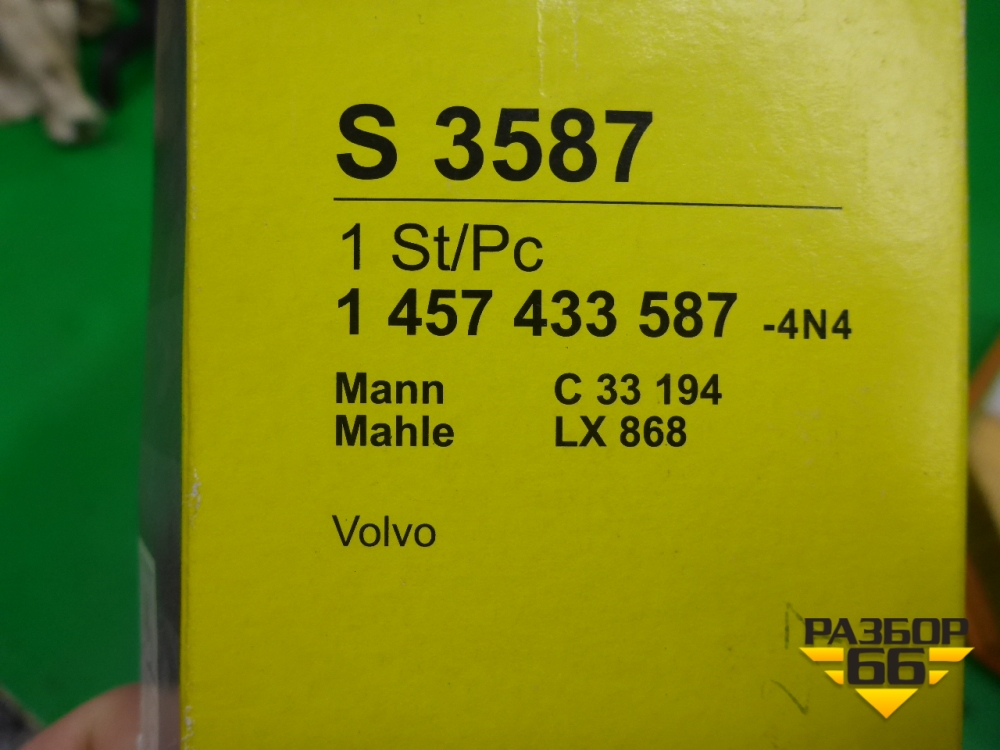 S 3587
1 St/Pc
1 457 433 587 -4N4
Mann C 33 194
Mahle LX 868
Volvo
РАЗБОР
66